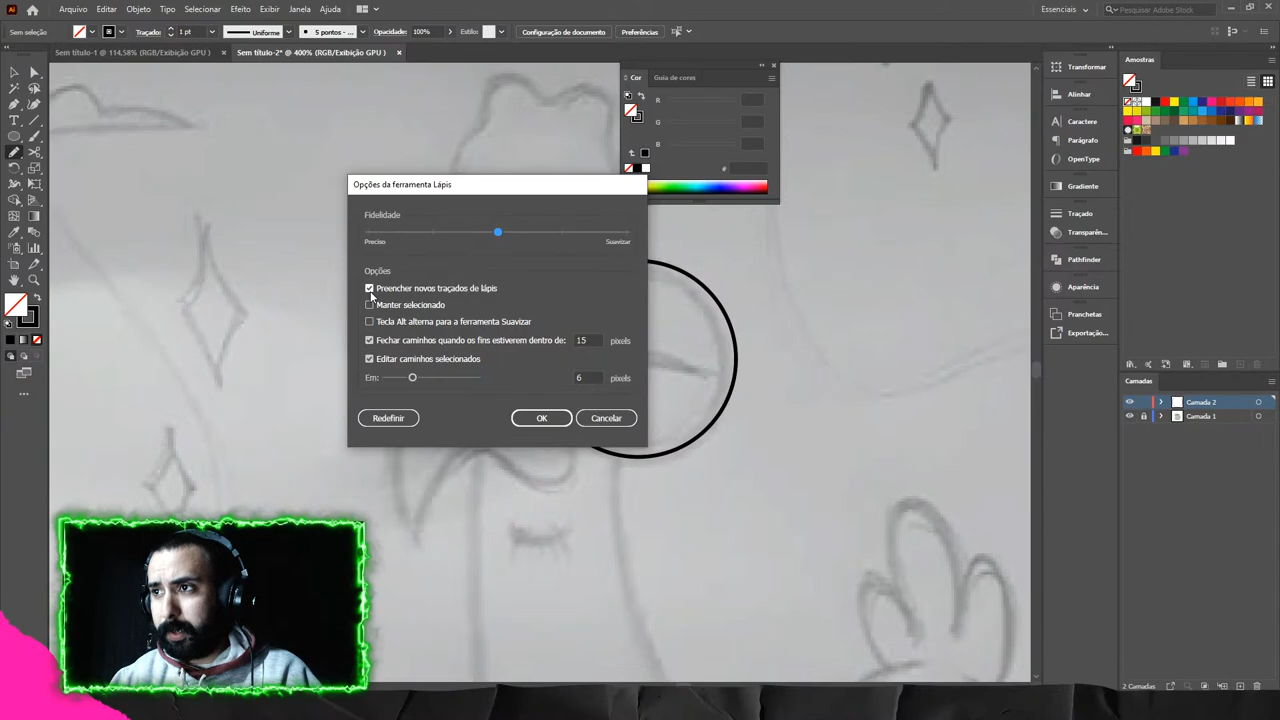 Ai Arquivo Editar Objeto Tipo Selecionar Efeito Exibir Janela Ajuda Essenciais Pesquisar Adobe Stock
Sem seleção Traçado: 1 pt Uniforme 5 pontos - ... Opacidade: 100% Estilo: Configuração de documento Preferências
Sem título-1 @ 114,58% (RGB/Exibição GPU ) × Sem título-2* @ 400% (RGB/Exibição GPU ) ×
Cor Guia de cores
R
G
B
#
Opções da ferramenta Lápis
Fidelidade
Preciso Suavizar
Opções
Preencher novos traçados de lápis
Manter selecionado
Tecla Alt alterna para a ferramenta Suavizar
Fechar caminhos quando os fins estiverem dentro de: 15 pixels
Editar caminhos selecionados
Em: 6 pixels
Redefinir OK Cancelar
Transformar
Alinhar
Caractere
Parágrafo
OpenType
Gradiente
Traçado
Transparên...
Pathfinder
Aparência
Pranchetas
Exportação...
Amostras
Camadas
Camada 2
Camada 1
2 Camadas